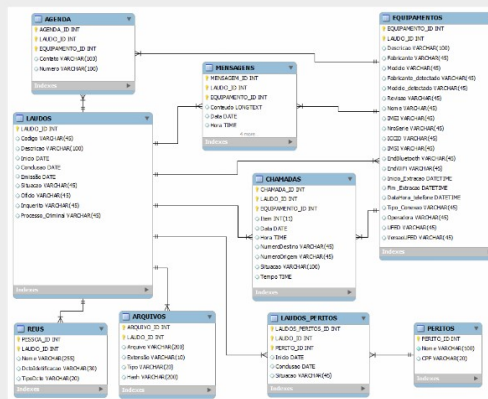 AGENDA
AGENDA_ID INT
LAUDO_ID INT
EQUIPAMENTO_ID INT
Contato VARCHAR(100)
Numero VARCHAR(100)
Indexes
LAUDOS
LAUDO_ID INT
Codigo VARCHAR(45)
Descricao VARCHAR(100)
Inicio DATE
Conclusao DATE
Emissão DATE
Situacao VARCHAR(45)
Oficio VARCHAR(45)
Inquerito VARCHAR(45)
Processo_Criminal VARCHAR(45)
Indexes
MENSAGENS
MENSAGEM_ID INT
LAUDO_ID INT
EQUIPAMENTO_ID INT
Conteudo LONGTEXT
Data DATE
Hora TIME
4 more
Indexes
EQUIPAMENTOS
EQUIPAMENTO_ID INT
LAUDO_ID INT
Descricao VARCHAR(100)
Fabricante VARCHAR(45)
Modelo VARCHAR(45)
Fabricante_detectado VARCHAR(45)
Modelo_detectado VARCHAR(45)
Revisao VARCHAR(45)
Nome VARCHAR(45)
IMEI VARCHAR(45)
NroSerie VARCHAR(45)
ICCID VARCHAR(45)
IMSI VARCHAR(45)
EndBluetooth VARCHAR(45)
EndWiFi VARCHAR(45)
Inicio_Extracao DATETIME
Fim_Extracao DATETIME
DataHora_telefone DATETIME
Tipo_Conexao VARCHAR(45)
Operadora VARCHAR(45)
UFED VARCHAR(45)
VersaoUFED VARCHAR(45)
Indexes
CHAMADAS
CHAMADA_ID INT
LAUDO_ID INT
EQUIPAMENTO_ID INT
Item INT(11)
Data DATE
Hora TIME
NumeroDestino VARCHAR(45)
NumeroOrigem VARCHAR(45)
Situacao VARCHAR(100)
Tempo TIME
Indexes
REUS
PESSOA_ID INT
LAUDO_ID INT
Nome VARCHAR(255)
DctoIdentificacao VARCHAR(30)
TipoDcto VARCHAR(20)
Indexes
ARQUIVOS
ARQUIVO_ID INT
LAUDO_ID INT
Arquivo VARCHAR(200)
Extensão VARCHAR(10)
Tipo VARCHAR(20)
Hash VARCHAR(200)
Indexes
LAUDOS_PERITOS
LAUDOS_PERITOS_ID INT
LAUDO_ID INT
PERITO_ID INT
Inicio DATE
Conclusao DATE
Situacao VARCHAR(45)
Indexes
PERITOS
PERITO_ID INT
Nome VARCHAR(100)
CPF VARCHAR(20)
Indexes